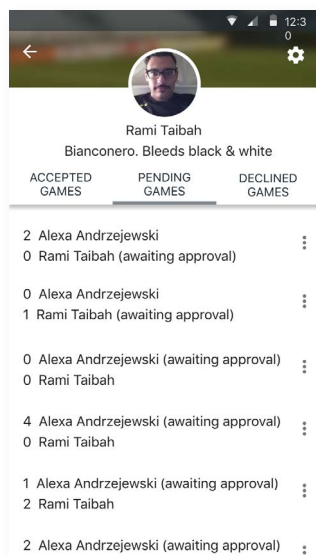 12:3
0
Rami Taibah
Bianconero. Bleeds black & white
ACCEPTED GAMES
PENDING GAMES
DECLINED GAMES
2 Alexa Andrzejewski
0 Rami Taibah (awaiting approval)
0 Alexa Andrzejewski
1 Rami Taibah (awaiting approval)
0 Alexa Andrzejewski (awaiting approval)
0 Rami Taibah
4 Alexa Andrzejewski (awaiting approval)
0 Rami Taibah
1 Alexa Andrzejewski (awaiting approval)
2 Rami Taibah
2 Alexa Andrzejewski (awaiting approval)